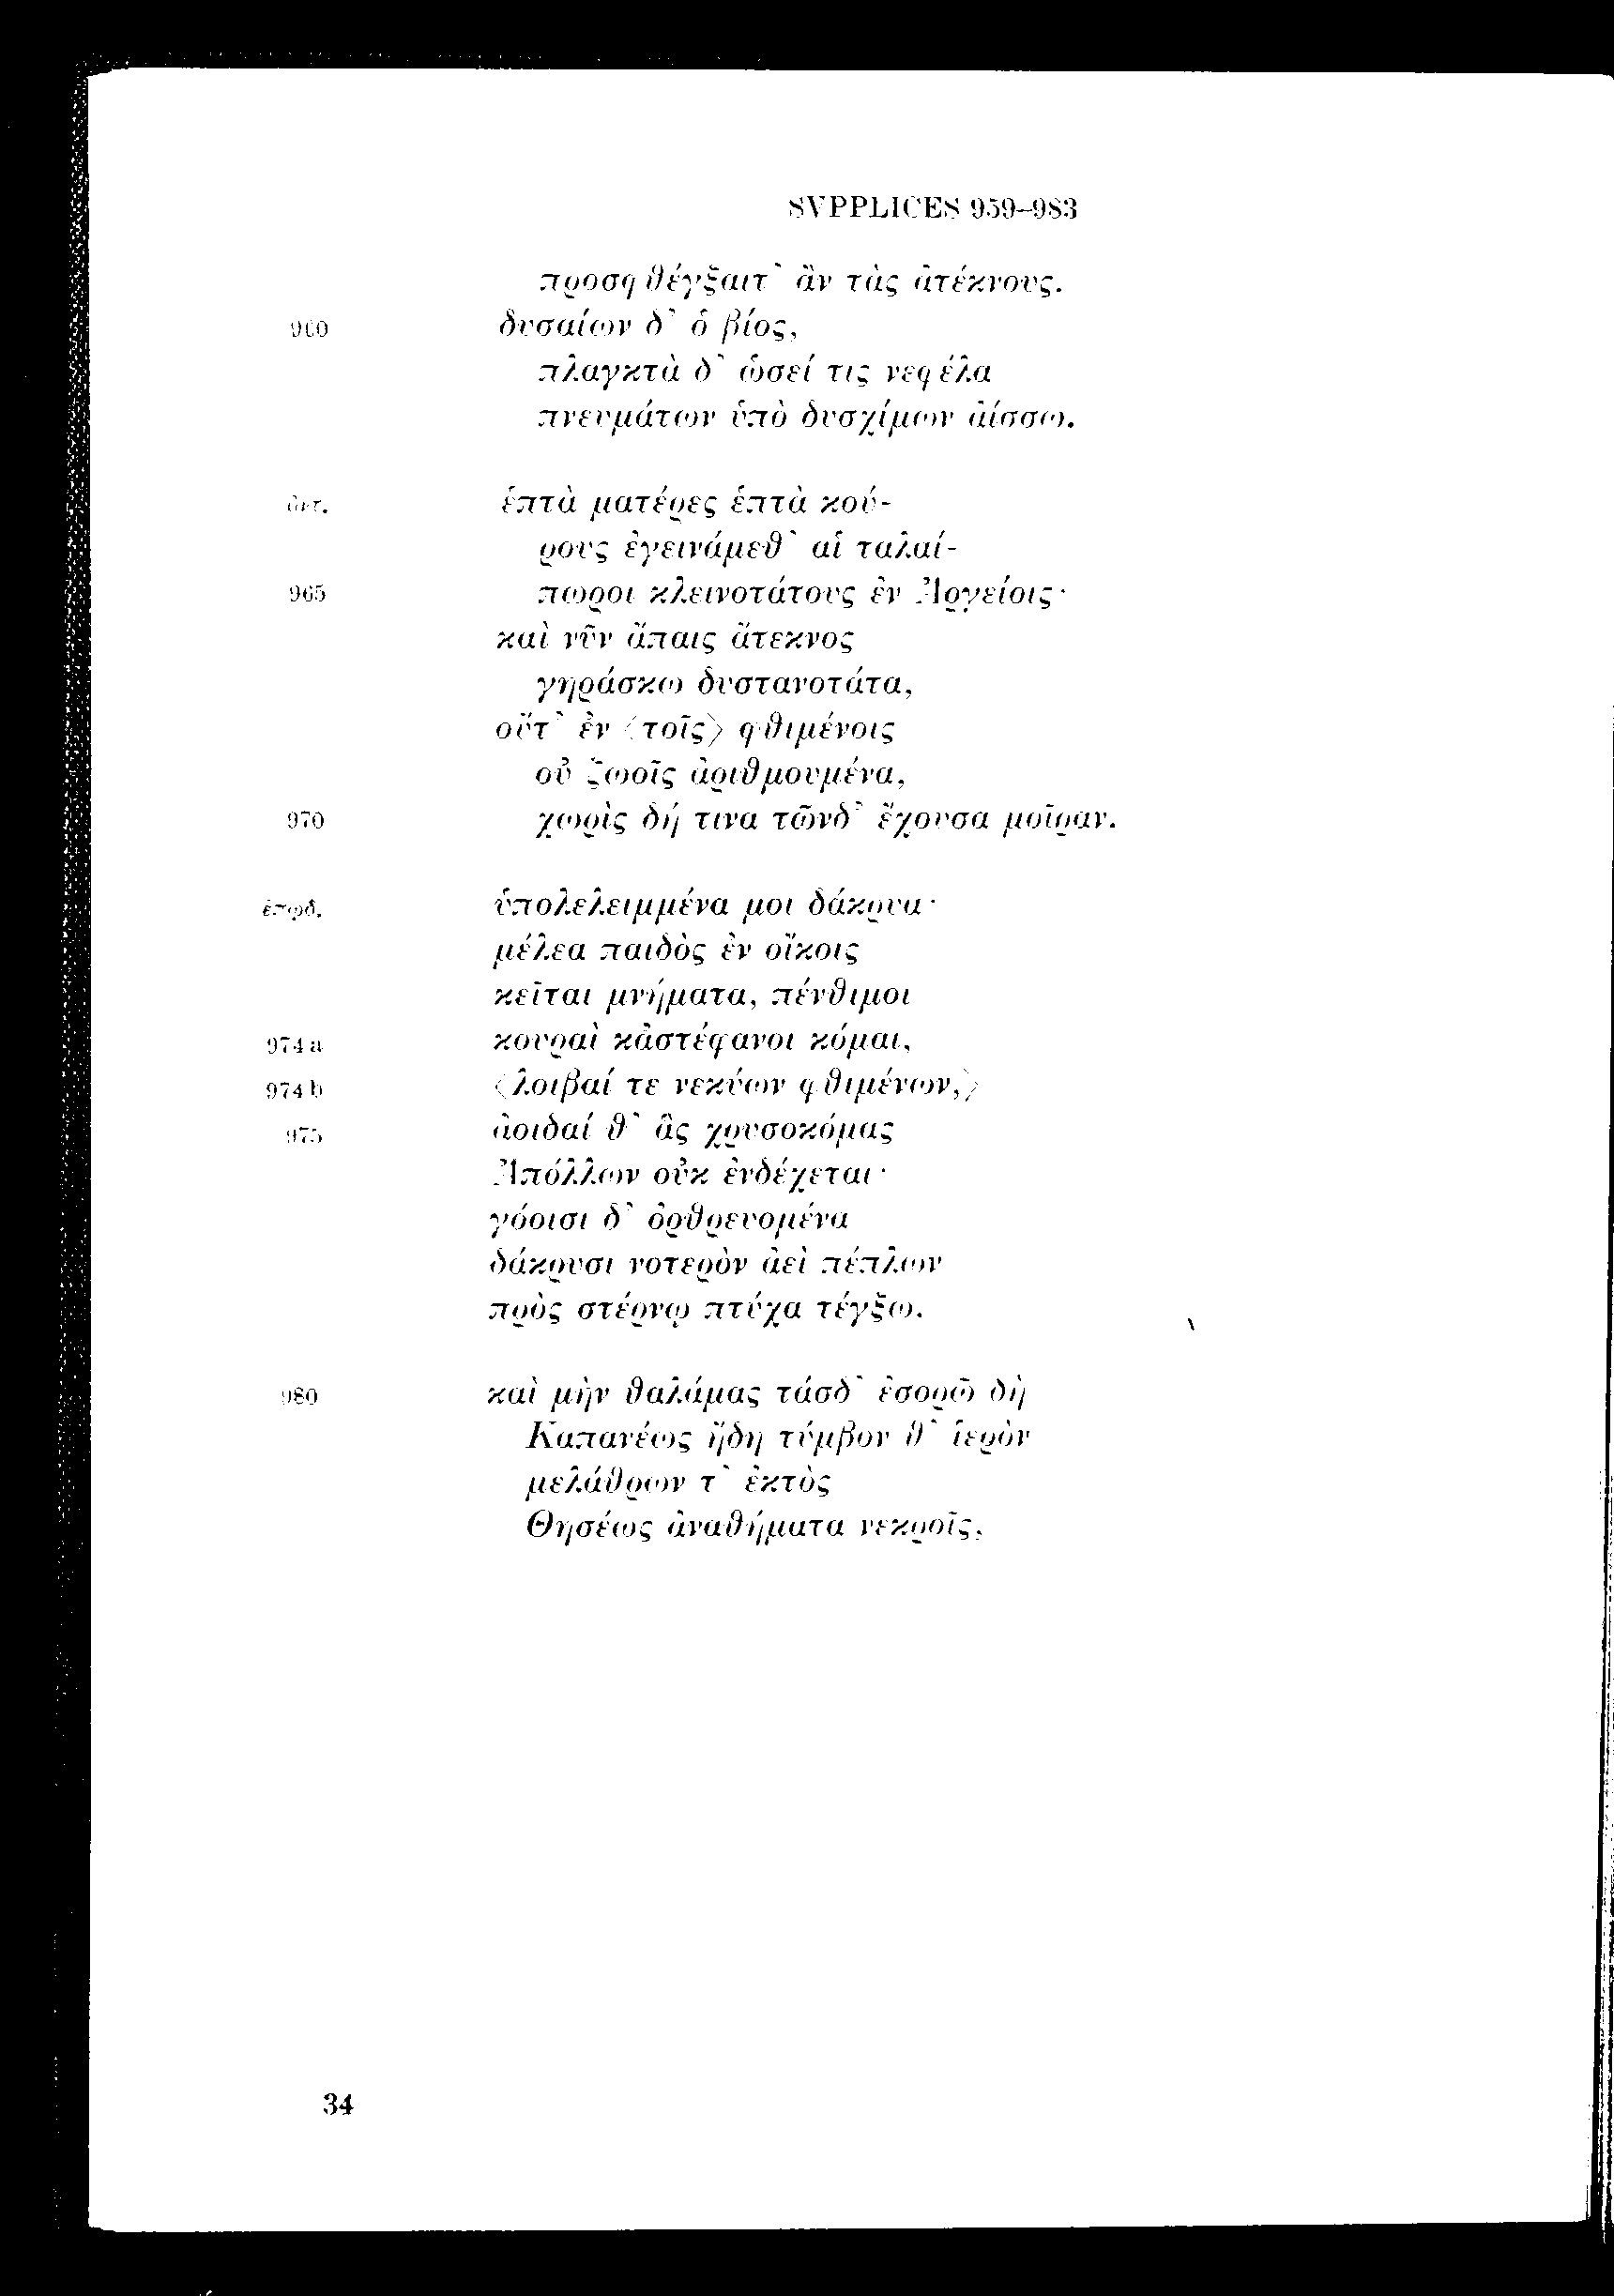 SVPPLICES 959–983
προσφθέγξαιτ᾽ ἂν τὰς ἀτέκνους.
960 δυσαίων δ᾽ ὁ βίος,
πλαγκτὰ δ᾽ ὡσεί τις νεφέλα
πνευμάτων ὑπὸ δυσχίμων ἀίσσω.
ἀντ. ἑπτὰ ματέρες ἑπτὰ κού-
ρους ἐγεινάμεθ᾽ αἱ ταλαί-
965 πωροι κλεινοτάτους ἐν Ἀργείοις·
καὶ νῦν ἄπαις ἄτεκνος
γηράσκω δυστανοτάτα,
οὔτ᾽ ἐν ⟨τοῖς⟩ φθιμένοις
οὐ ζωοῖς ἀριθμουμένα,
970 χωρὶς δή τινα τῶνδ᾽ ἔχουσα μοῖραν.
ἐπῳδ. ὑπολελειμμένα μοι δάκρυα·
μέλεα παιδὸς ἐν οἴκοις
κεῖται μνήματα, πένθιμοι
974a κουραὶ κἀστέφανοι κόμαι,
974b ⟨λοιβαί τε νεκύων φθιμένων,⟩
975 ἀοιδαί θ᾽ ἃς χρυσοκόμας
Ἀπόλλων οὐκ ἐνδέχεται·
γόοισι δ᾽ ὀρθρευομένα
δάκρυσι νοτερὸν ἀεὶ πέπλων
πρὸς στέρνῳ πτύχα τέγξω.
980 καὶ μὴν θαλάμας τάσδ᾽ ἐσορῶ δὴ
Καπανέως ἤδη τύμβον θ᾽ ἱερὸν
μελάθρων τ᾽ ἐκτὸς
Θησέως ἀναθήματα νεκροῖς,
34